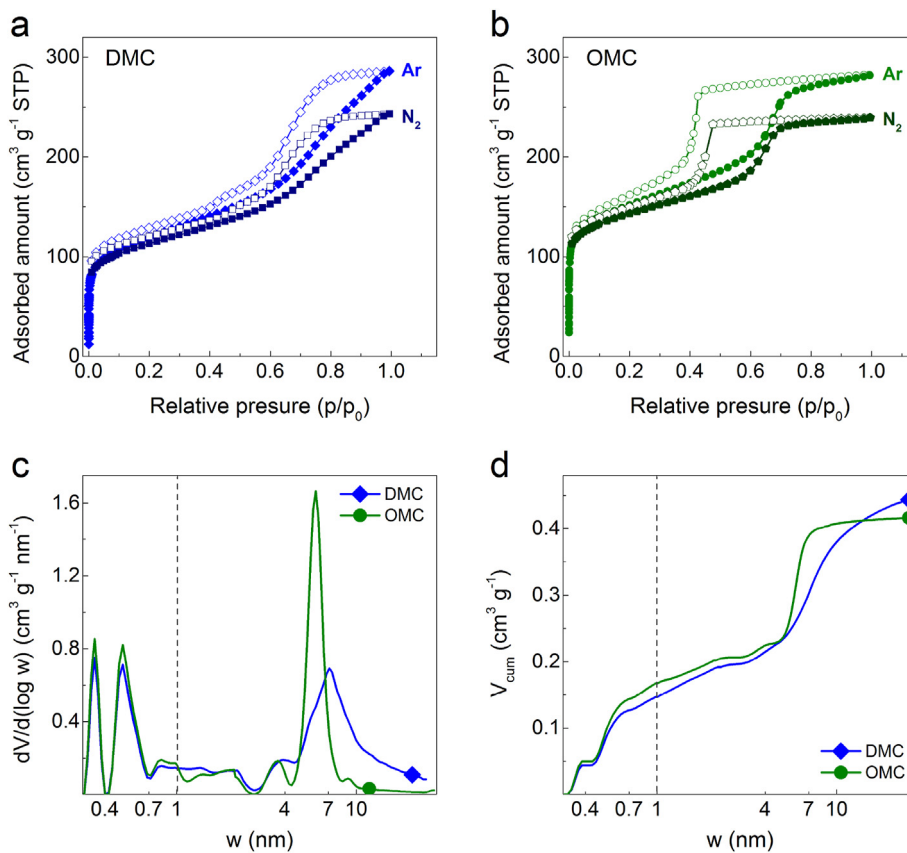 a
DMC
Ar
N2
300
200
100
0
Adsorbed amount (cm3 g-1 STP)
0.0 0.2 0.4 0.6 0.8 1.0
Relative presure (p/p0)
b
OMC
Ar
N2
300
200
100
0
Adsorbed amount (cm3 g-1 STP)
0.0 0.2 0.4 0.6 0.8 1.0
Relative presure (p/p0)
c
DMC
OMC
1.6
1.2
0.8
0.4
dV/d(log w) (cm3 g-1 nm-1)
0.4 0.7 1 4 7 10
w (nm)
d
0.4
0.3
0.2
0.1
Vcum (cm3 g-1)
DMC
OMC
0.4 0.7 1 4 7 10
w (nm)